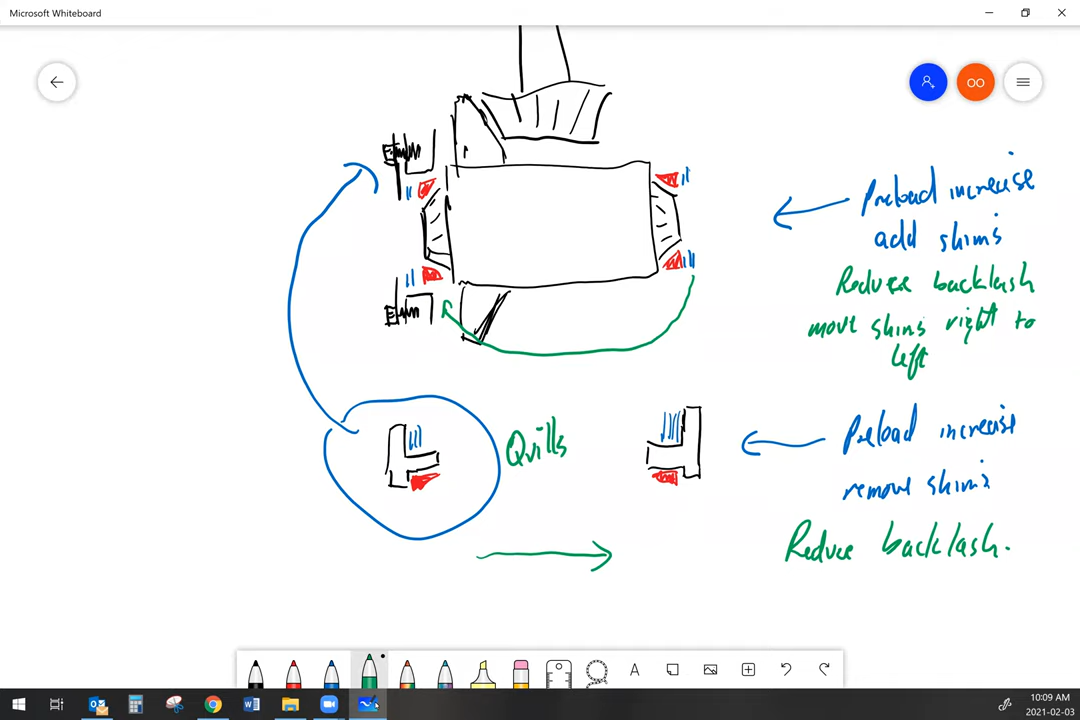 Microsoft Whiteboard
Preload increase
add shims
Reduce backlash
move shims right to
left
Quills
Preload increase
remove shims
Reduce backlash.
A
10:09 AM
2021-02-03